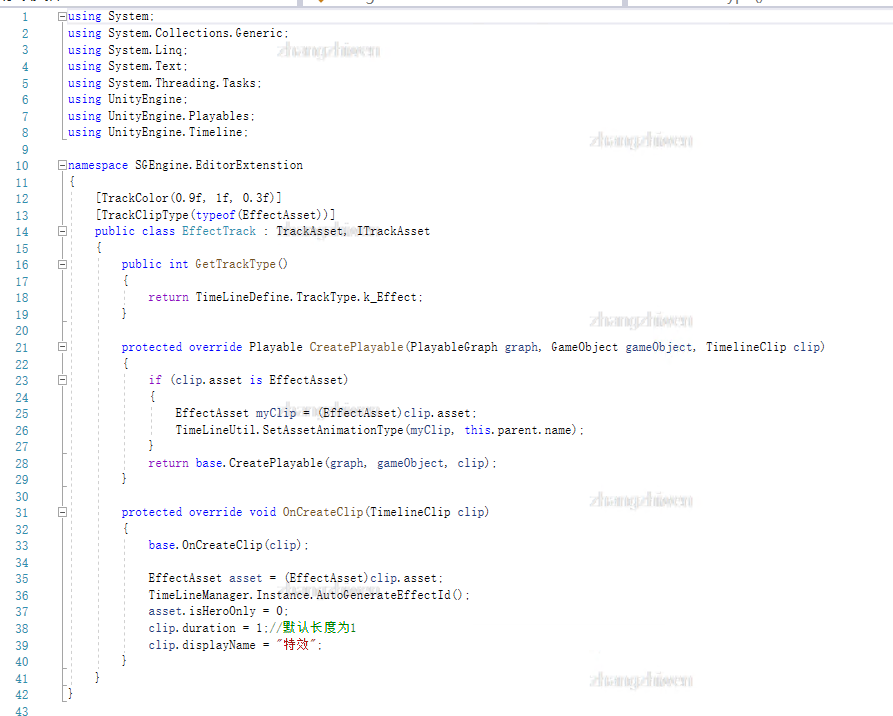 1 using System;
2 using System.Collections.Generic;
3 using System.Linq;
4 using System.Text;
5 using System.Threading.Tasks;
6 using UnityEngine;
7 using UnityEngine.Playables;
8 using UnityEngine.Timeline;
9
10 namespace SGEngine.EditorExtenstion
11 {
12 [TrackColor(0.9f, 1f, 0.3f)]
13 [TrackClipType(typeof(EffectAsset))]
14 public class EffectTrack : TrackAsset, ITrackAsset
15 {
16 public int GetTrackType()
17 {
18 return TimeLineDefine.TrackType.k_Effect;
19 }
20
21 protected override Playable CreatePlayable(PlayableGraph graph, GameObject gameObject, TimelineClip clip)
22 {
23 if (clip.asset is EffectAsset)
24 {
25 EffectAsset myClip = (EffectAsset)clip.asset;
26 TimeLineUtil.SetAssetAnimationType(myClip, this.parent.name);
27 }
28 return base.CreatePlayable(graph, gameObject, clip);
29 }
30
31 protected override void OnCreateClip(TimelineClip clip)
32 {
33 base.OnCreateClip(clip);
34
35 EffectAsset asset = (EffectAsset)clip.asset;
36 TimeLineManager.Instance.AutoGenerateEffectId();
37 asset.isHeroOnly = 0;
38 clip.duration = 1;//默认长度为1
39 clip.displayName = "特效";
40 }
41 }
42 }
43
zhangzhiwen
zhangzhiwen
zhangzhiwen
zhangzhiwen
zhangzhiwen